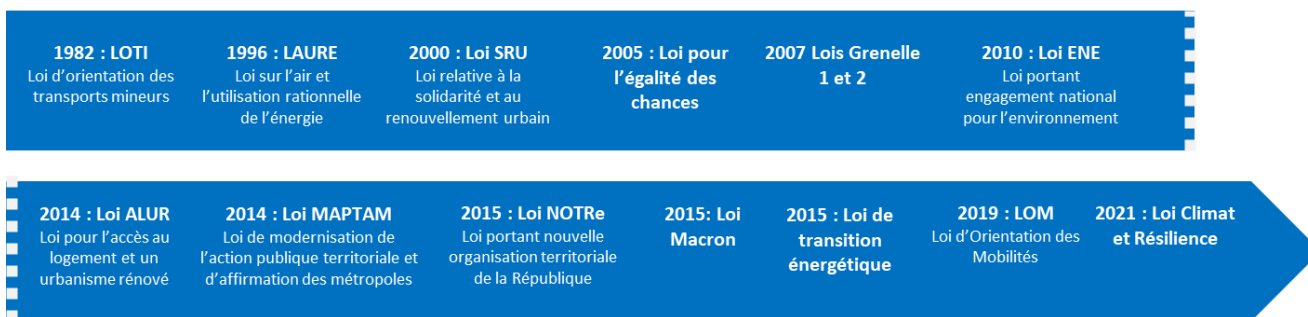 1982 : LOTI
Loi d'orientation des
transports mineurs
1996 : LAURE
Loi sur l'air et
l'utilisation rationnelle
de l'énergie
2000 : Loi SRU
Loi relative à la
solidarité et au
renouvellement urbain
2005 : Loi pour
l'égalité des
chances
2007 Lois Grenelle
1 et 2
2010 : Loi ENE
Loi portant
engagement national
pour l'environnement
2014 : Loi ALUR
Loi pour l'accès au
logement et un
urbanisme rénové
2014 : Loi MAPTAM
Loi de modernisation de
l'action publique territoriale et
d'affirmation des métropoles
2015 : Loi NOTRe
Loi portant nouvelle
organisation territoriale
de la République
2015: Loi
Macron
2015 : Loi de
transition
énergétique
2019 : LOM
Loi d'Orientation des
Mobilités
2021 : Loi Climat
et Résilience